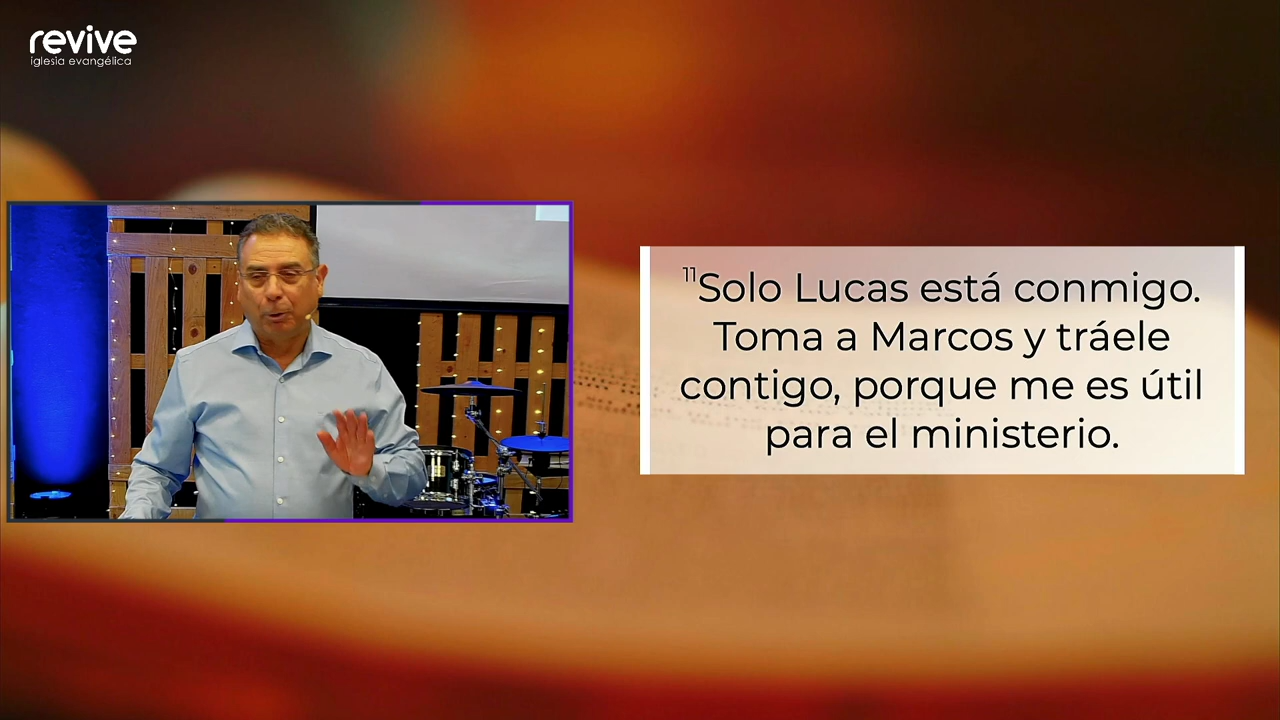 revive
iglesia evangélica
¹¹Solo Lucas está conmigo.
Toma a Marcos y tráele
contigo, porque me es útil
para el ministerio.